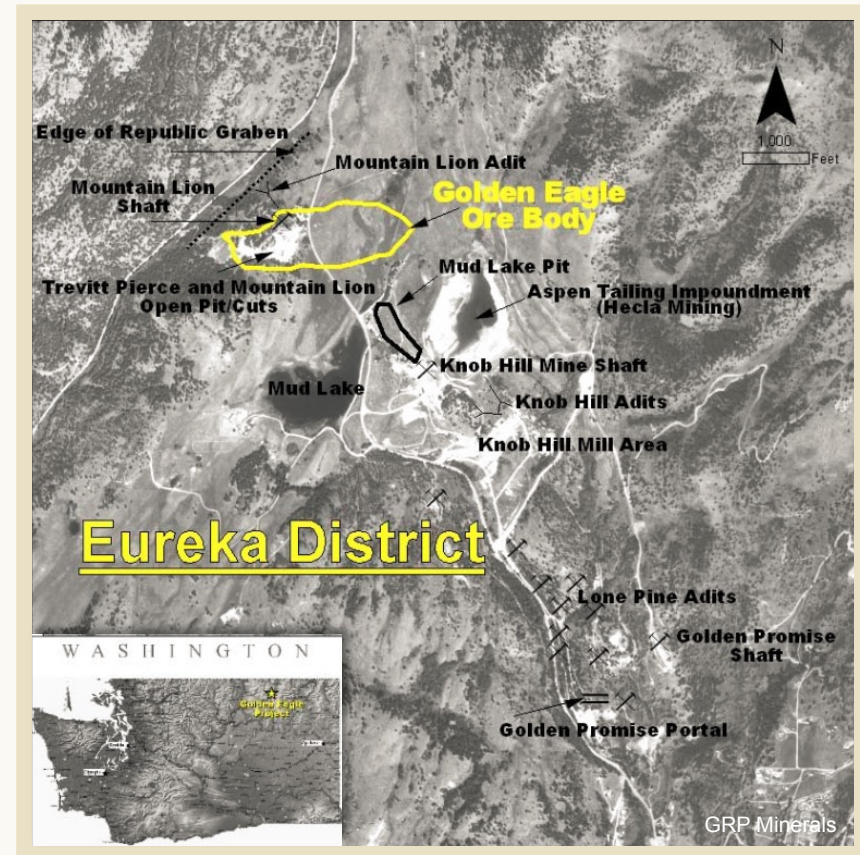 N
1,000
Feet
Edge of Republic Graben
Mountain Lion Adit
Mountain Lion
Shaft
Golden Eagle
Ore Body
Trevitt Pierce and Mountain Lion
Open Pit/Cuts
Mud Lake Pit
Aspen Tailing Impoundment
(Hecla Mining)
Knob Hill Mine Shaft
Mud Lake
Knob Hill Adits
Knob Hill Mill Area
Eureka District
Lone Pine Adits
Golden Promise
Shaft
Golden Promise Portal
WASHINGTON
Golden Eagle
Project
GRP Minerals